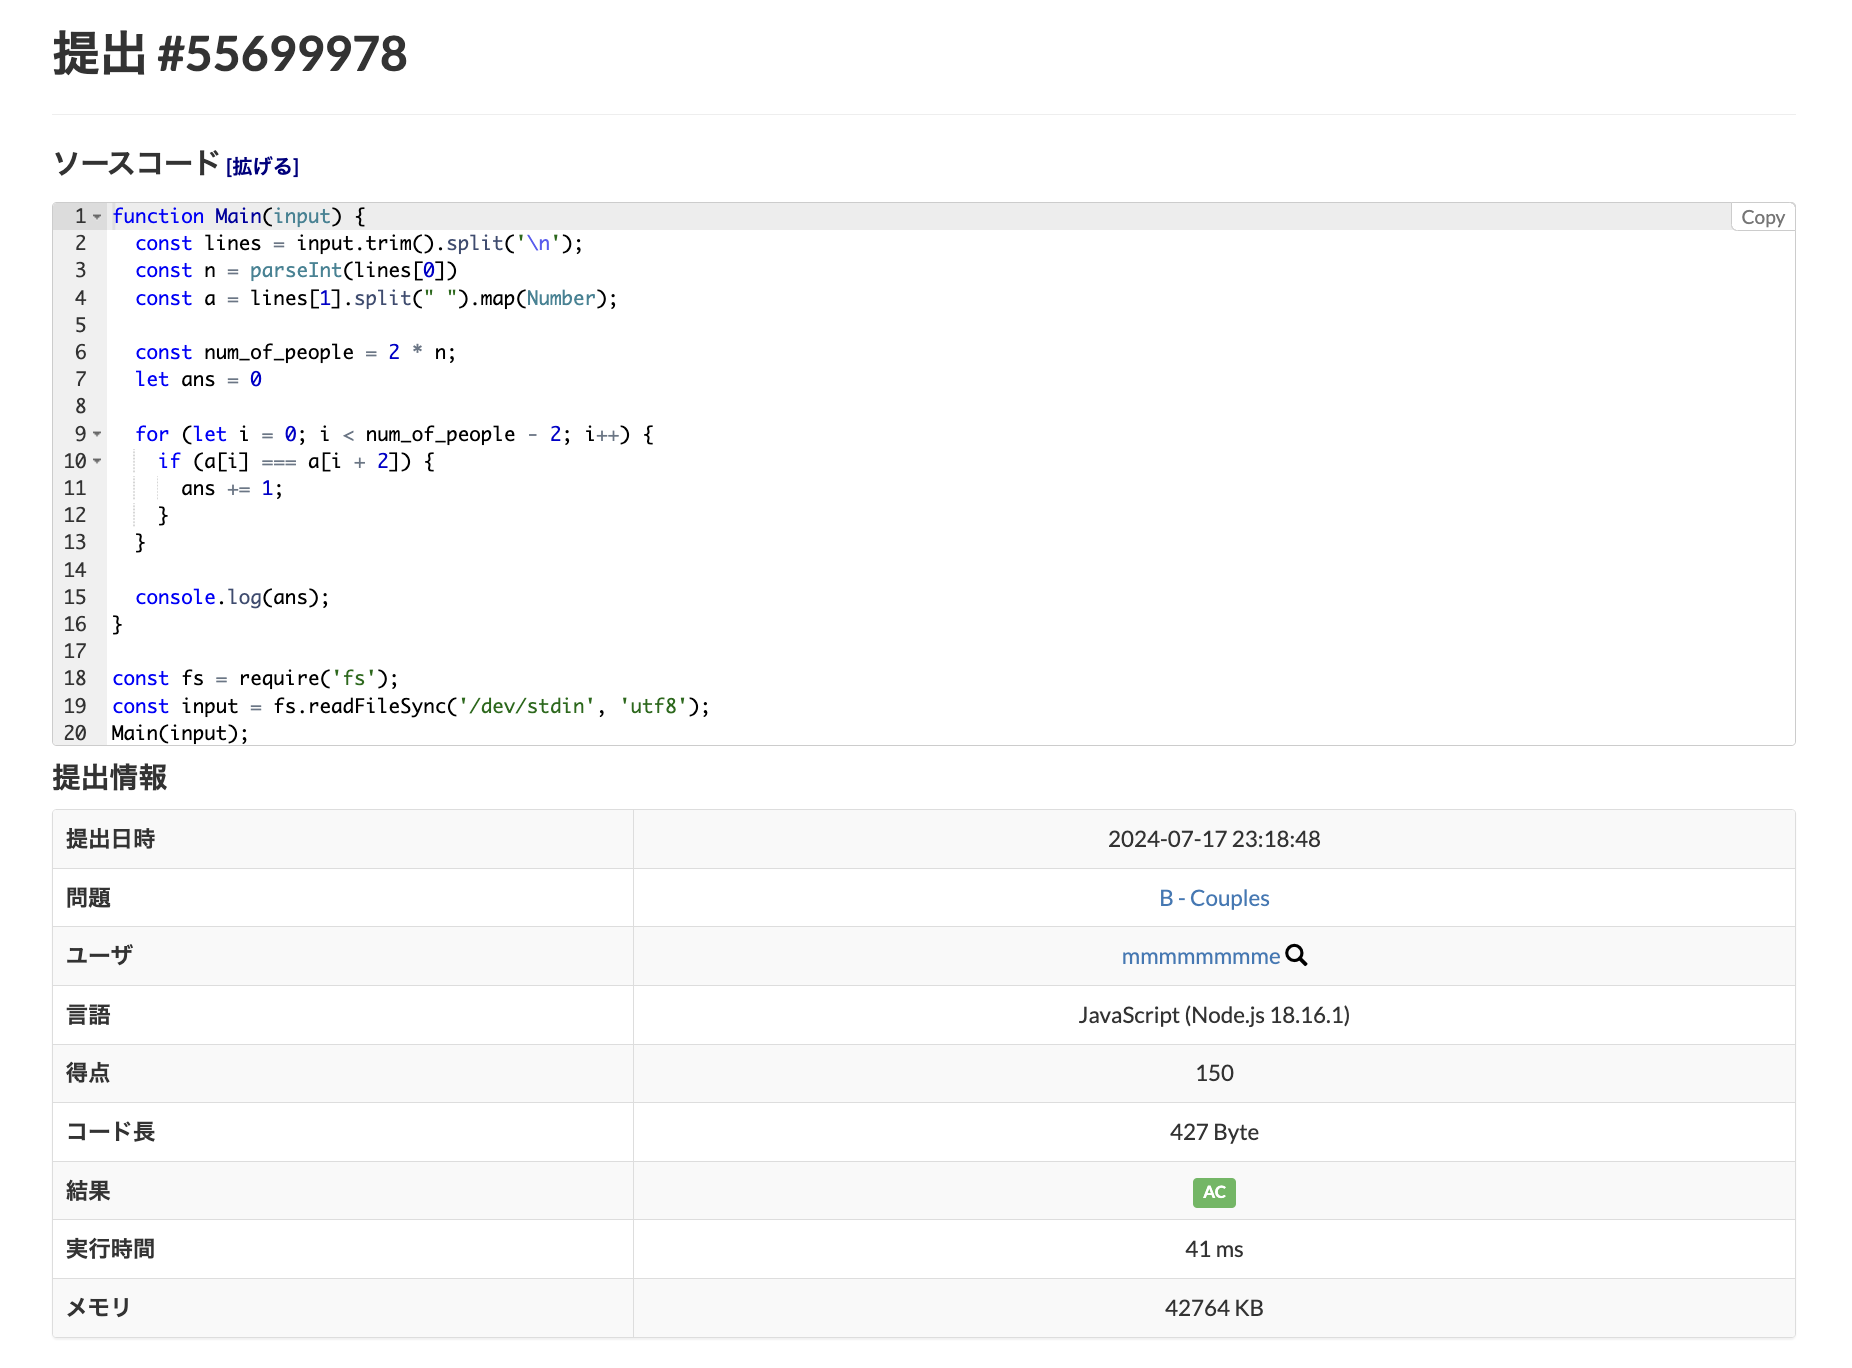 提出 #55699978
ソースコード [拡げる]
Copy
1 function Main(input) {
2   const lines = input.trim().split('\n');
3   const n = parseInt(lines[0])
4   const a = lines[1].split(" ").map(Number);
5
6   const num_of_people = 2 * n;
7   let ans = 0
8
9   for (let i = 0; i < num_of_people - 2; i++) {
10     if (a[i] === a[i + 2]) {
11       ans += 1;
12     }
13   }
14
15   console.log(ans);
16 }
17
18 const fs = require('fs');
19 const input = fs.readFileSync('/dev/stdin', 'utf8');
20 Main(input);
提出情報
提出日時 2024-07-17 23:18:48
問題 B - Couples
ユーザ mmmmmmmme
言語 JavaScript (Node.js 18.16.1)
得点 150
コード長 427 Byte
結果 AC
実行時間 41 ms
メモリ 42764 KB